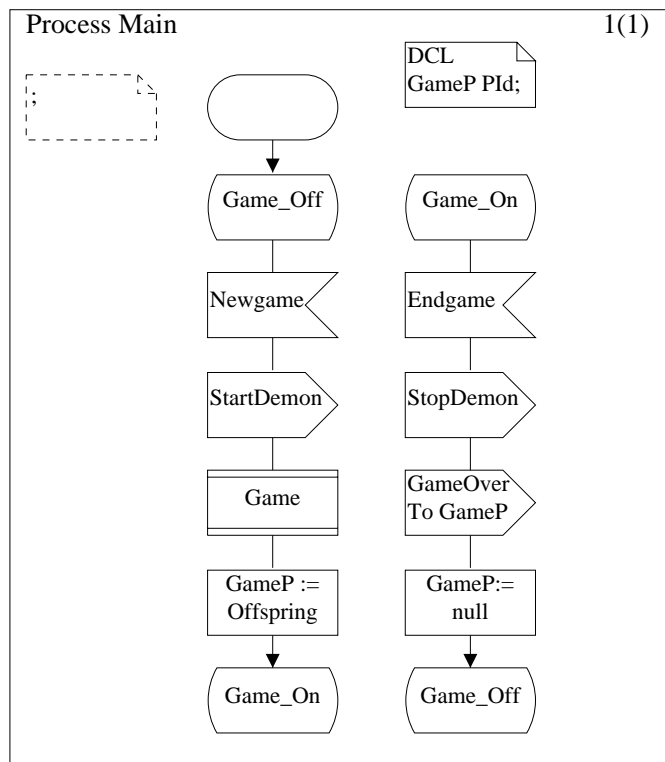 Process Main
1(1)
;
DCL
GameP PId;
Game_Off
Newgame
StartDemon
Game
GameP :=
Offspring
Game_On
Game_On
Endgame
StopDemon
GameOver
To GameP
GameP:=
null
Game_Off